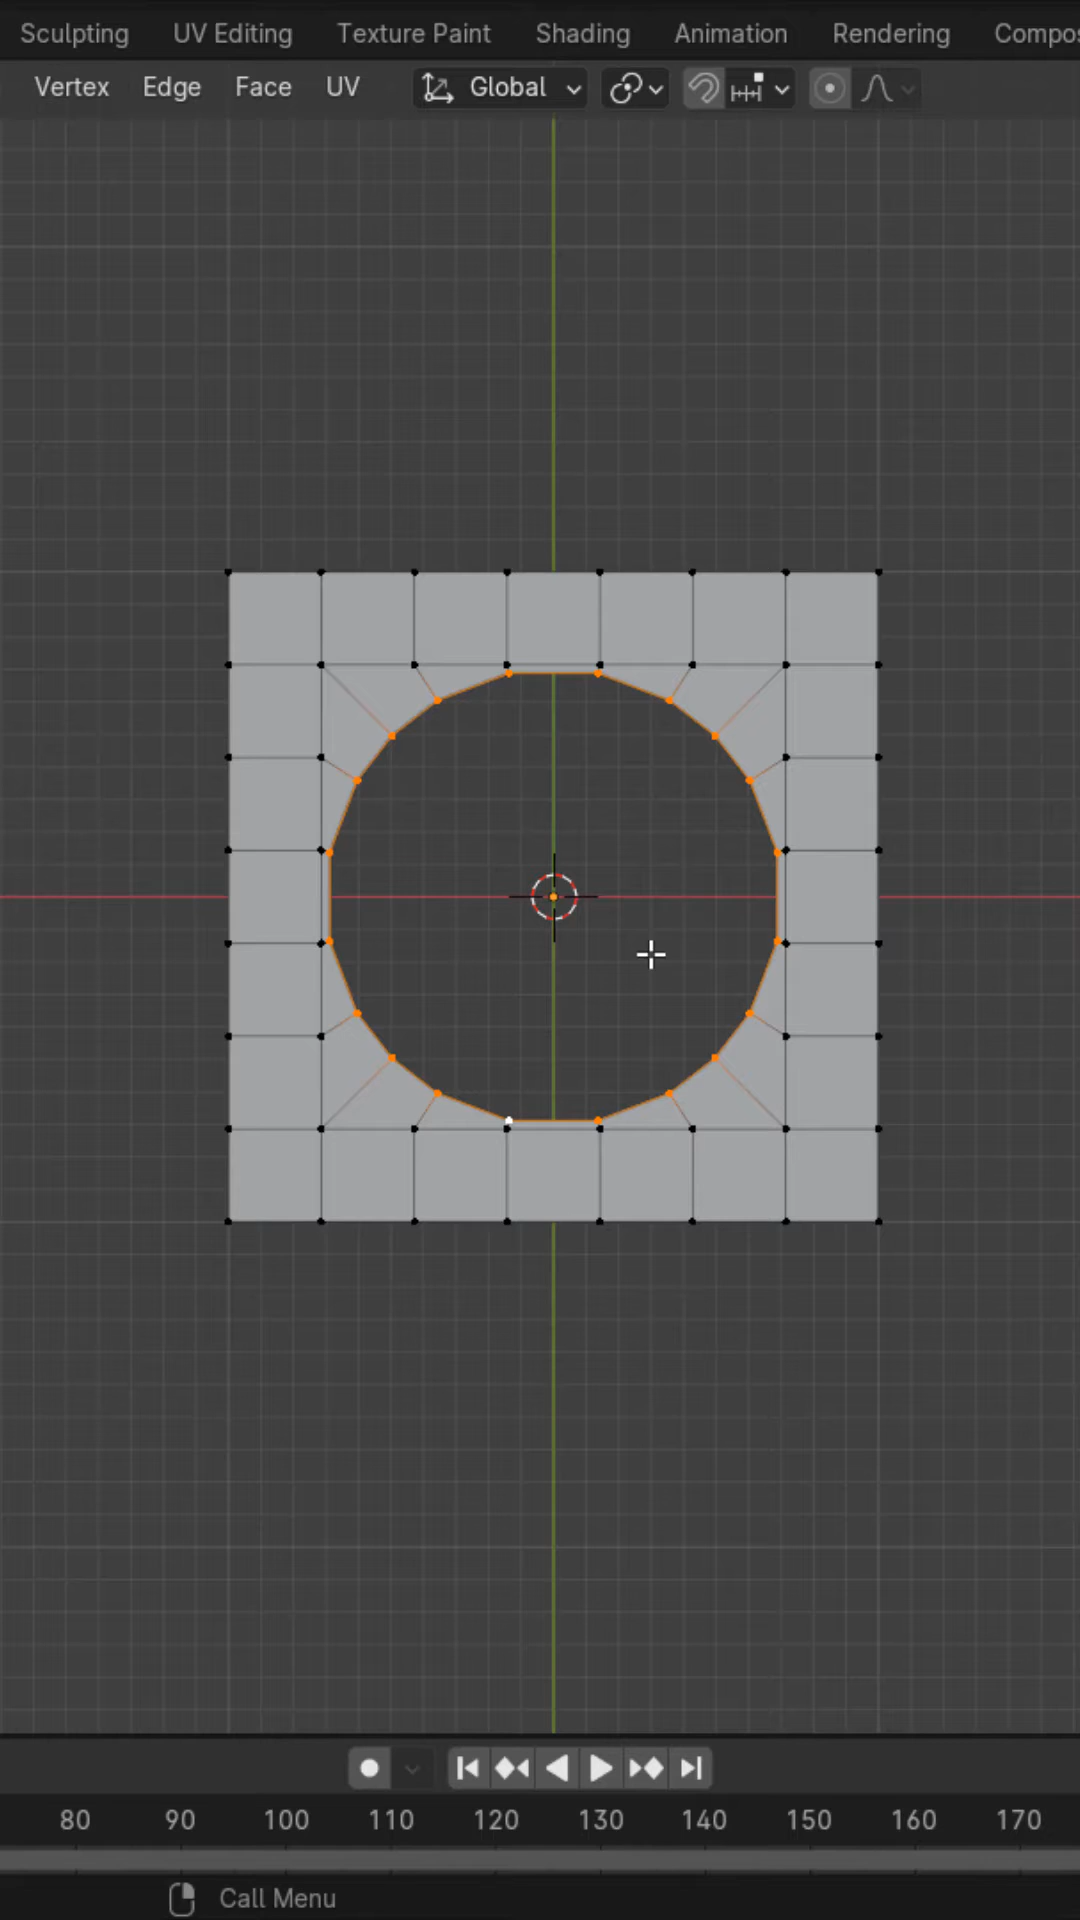 Sculpting UV Editing Texture Paint Shading Animation Rendering Compos
Vertex Edge Face UV Global
80 90 100 110 120 130 140 150 160 170
Call Menu